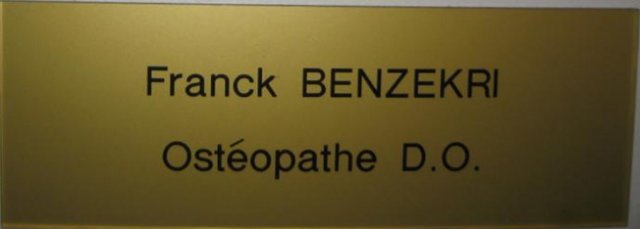 Franck BENZEKRI
Ostéopathe D.O.